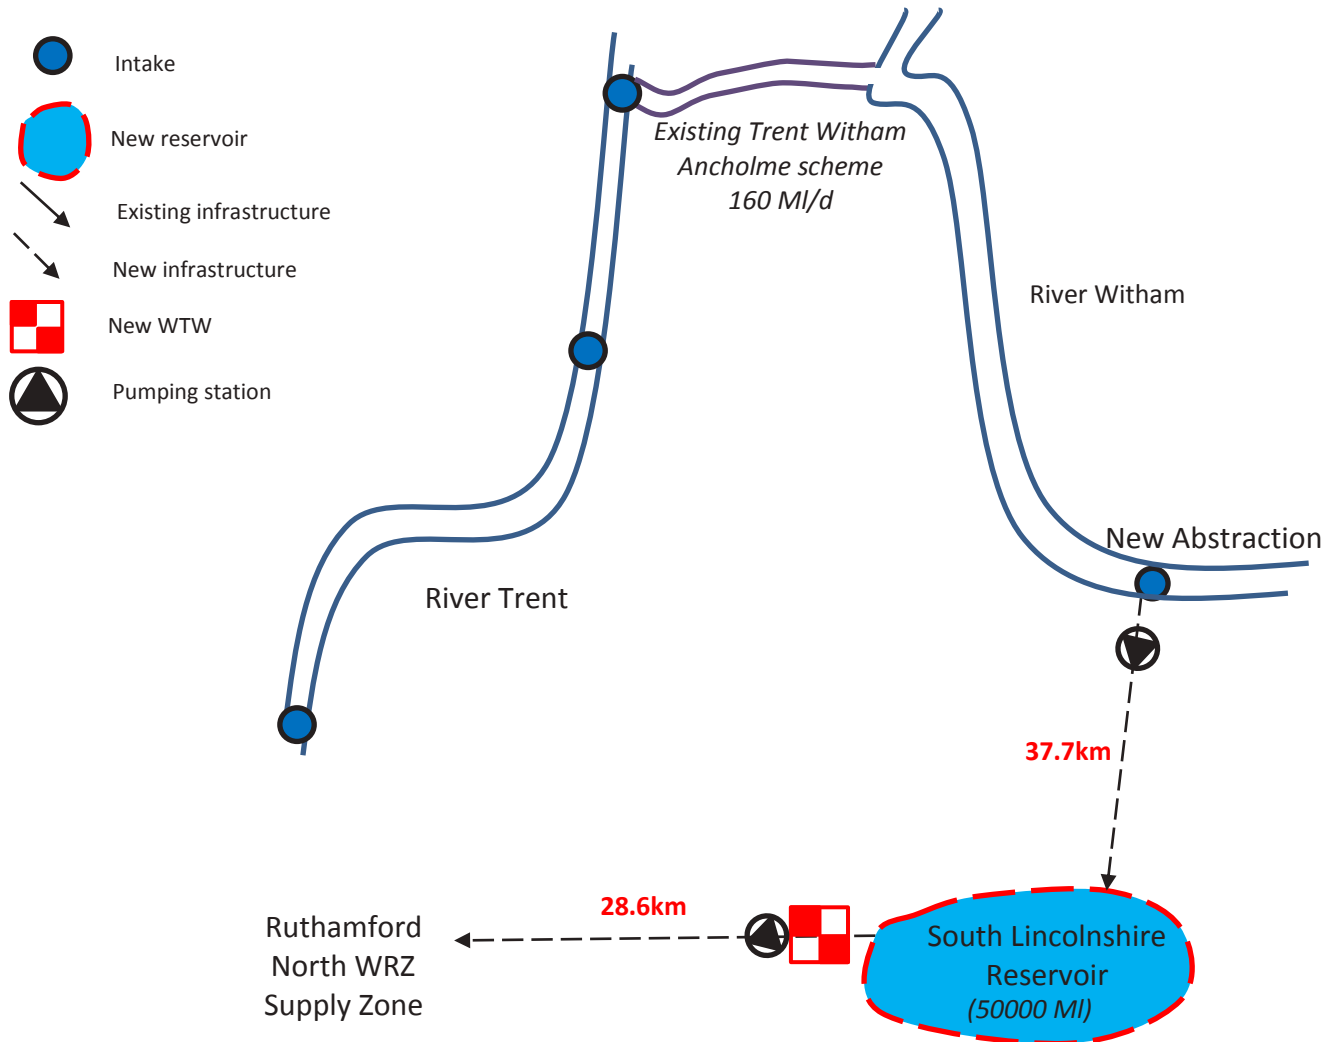 Intake
New reservoir
Existing infrastructure
New infrastructure
New WTW
Pumping station
Existing Trent Witham
Ancholme scheme
160 Ml/d
River Witham
New Abstraction
River Trent
37.7km
28.6km
Ruthamford
North WRZ
Supply Zone
South Lincolnshire
Reservoir
(50000 Ml)